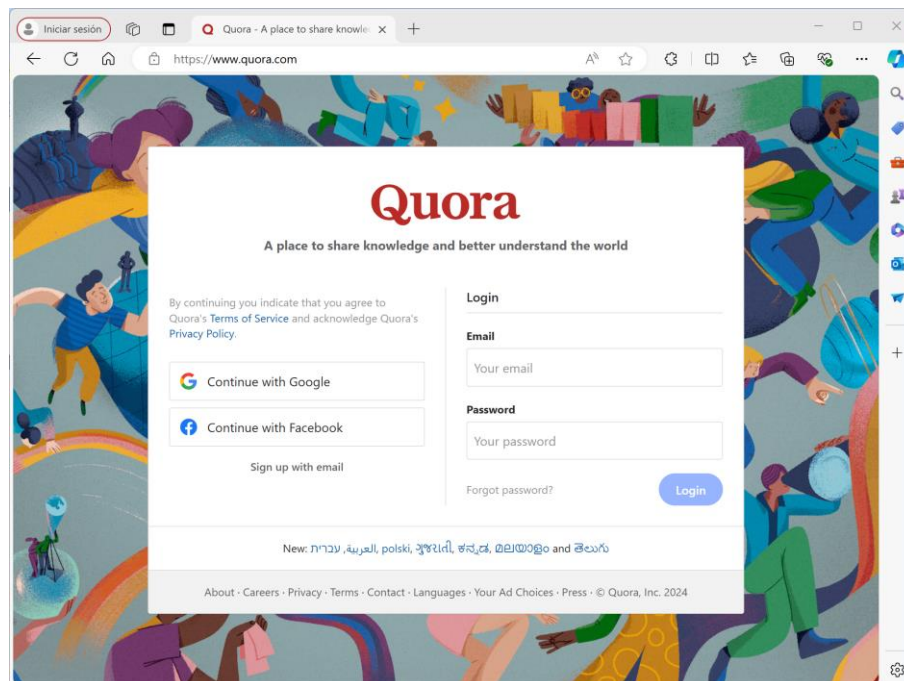 Iniciar sesión
Quora - A place to share knowle
https://www.quora.com
Quora
A place to share knowledge and better understand the world
By continuing you indicate that you agree to
Quora's Terms of Service and acknowledge Quora's
Privacy Policy.
Continue with Google
Continue with Facebook
Sign up with email
Login
Email
Your email
Password
Your password
Forgot password?
Login
New: עברית‎, العربية‎, polski, ગુજરાતી, ಕನ್ನಡ, മലയാളം and తెలుగు
About · Careers · Privacy · Terms · Contact · Languages · Your Ad Choices · Press · © Quora, Inc. 2024